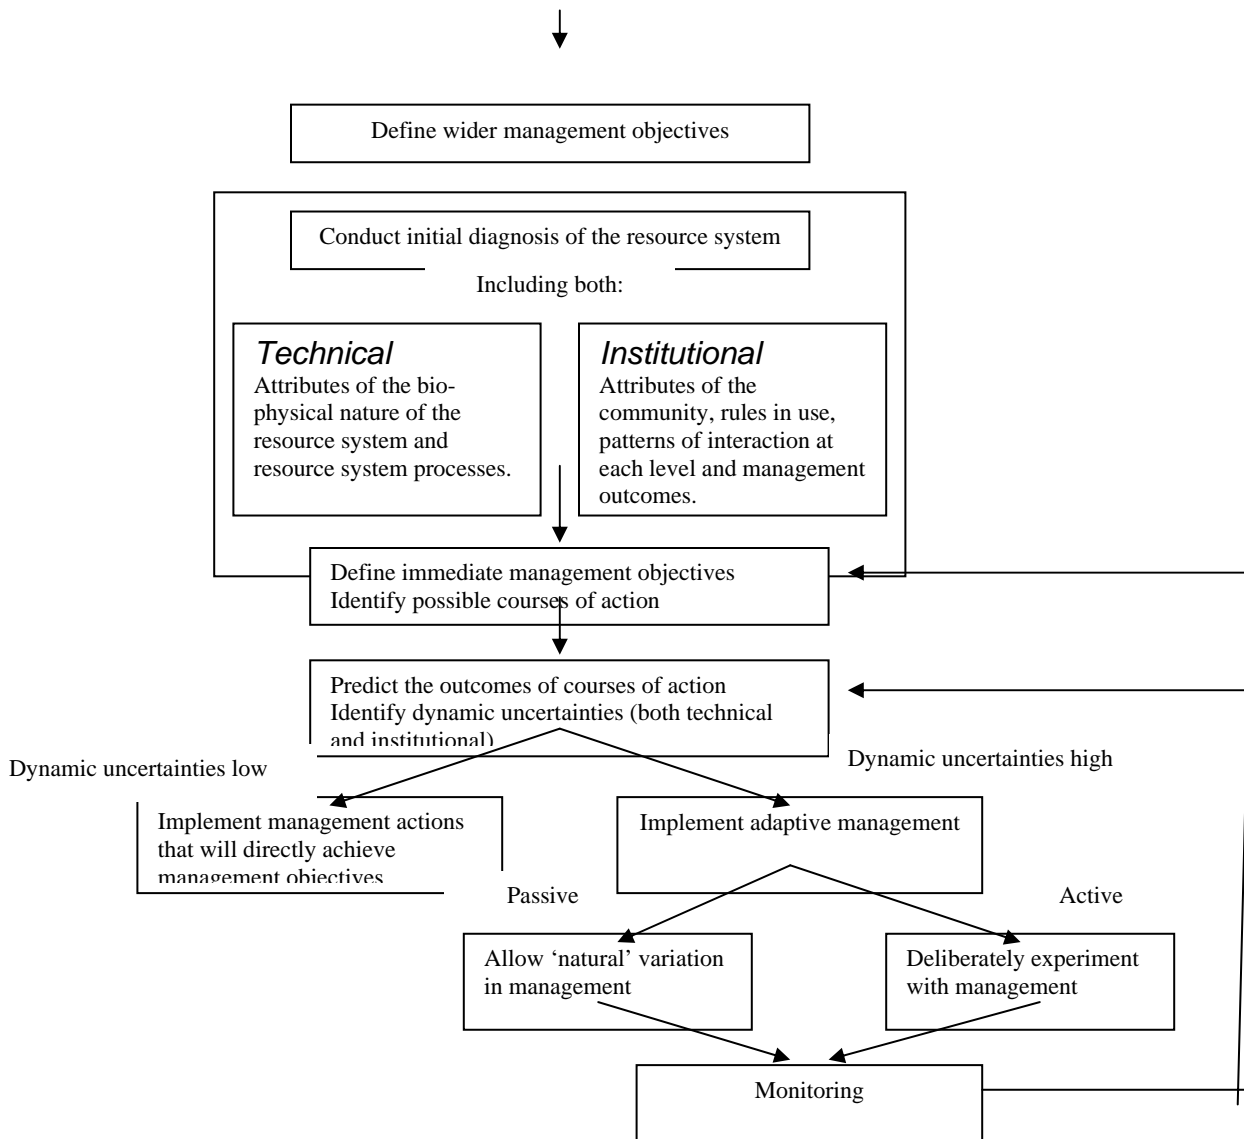 Define wider management objectives
Conduct initial diagnosis of the resource system
Including both:
Technical
Attributes of the bio-
physical nature of the
resource system and
resource system processes.
Institutional
Attributes of the
community, rules in use,
patterns of interaction at
each level and management
outcomes.
Define immediate management objectives
Identify possible courses of action
Predict the outcomes of courses of action
Identify dynamic uncertainties (both technical
and institutional)
Dynamic uncertainties low
Dynamic uncertainties high
Implement management actions
that will directly achieve
management objectives
Implement adaptive management
Passive
Active
Allow ‘natural’ variation
in management
Deliberately experiment
with management
Monitoring